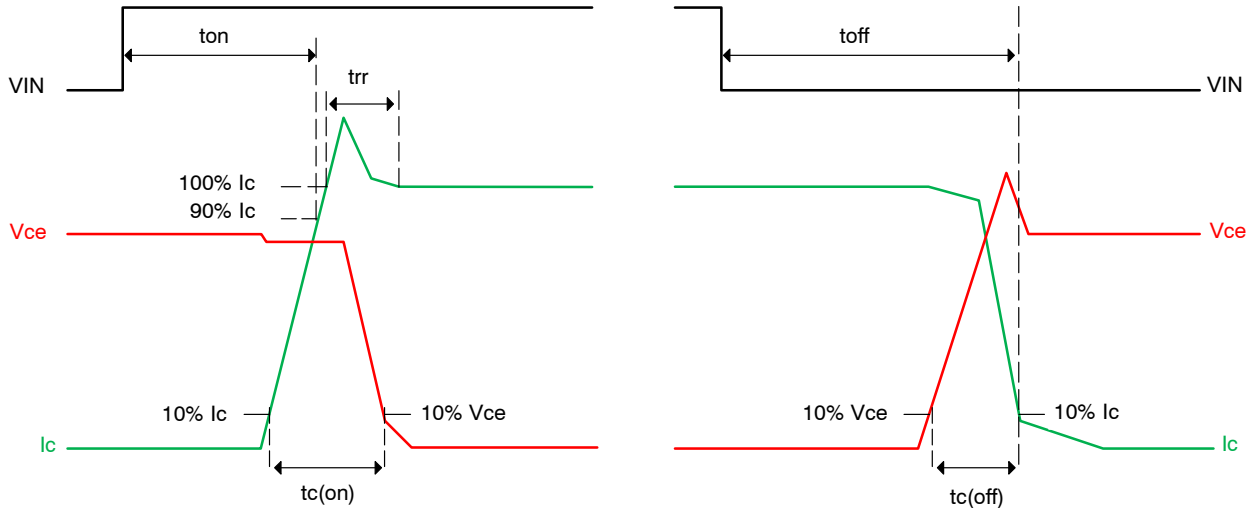 ton
toff
trr
VIN
VIN
100% Ic
90% Ic
Vce
Vce
10% Ic
10% Vce
10% Vce
10% Ic
Ic
Ic
tc(on)
tc(off)